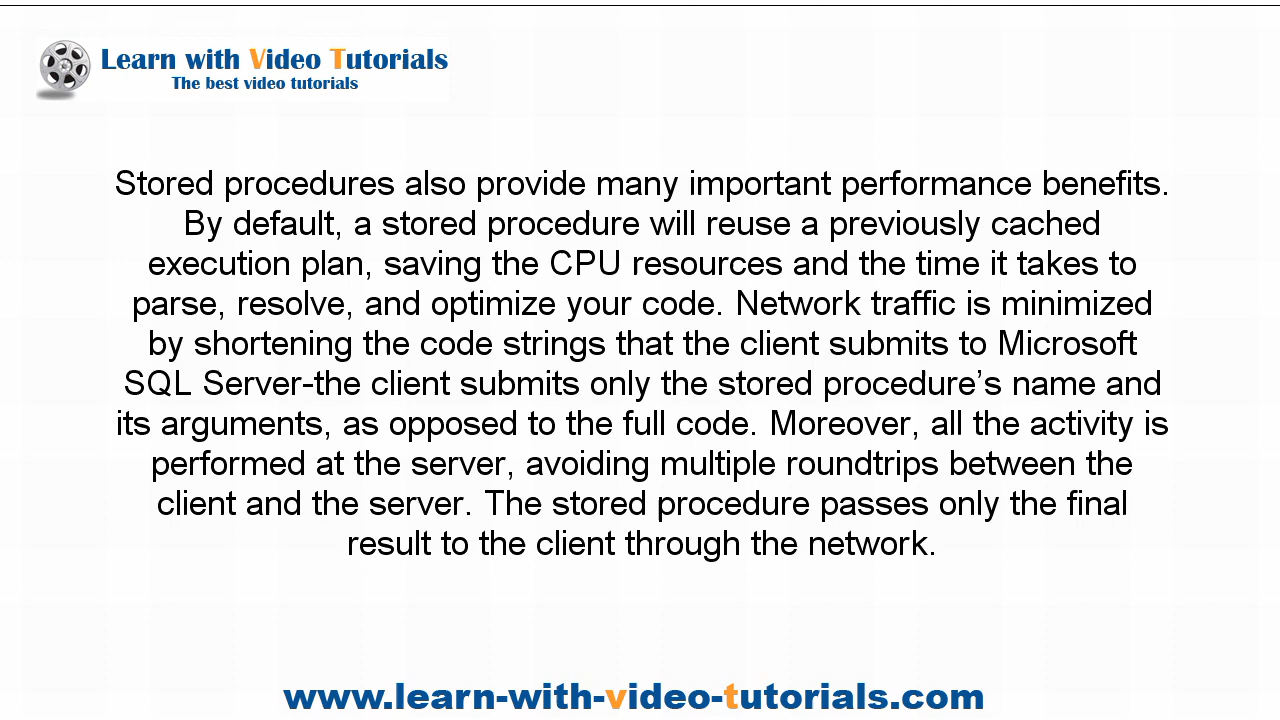 Learn with Video Tutorials
The best video tutorials
Stored procedures also provide many important performance benefits.
By default, a stored procedure will reuse a previously cached
execution plan, saving the CPU resources and the time it takes to
parse, resolve, and optimize your code. Network traffic is minimized
by shortening the code strings that the client submits to Microsoft
SQL Server-the client submits only the stored procedure’s name and
its arguments, as opposed to the full code. Moreover, all the activity is
performed at the server, avoiding multiple roundtrips between the
client and the server. The stored procedure passes only the final
result to the client through the network.
www.learn-with-video-tutorials.com